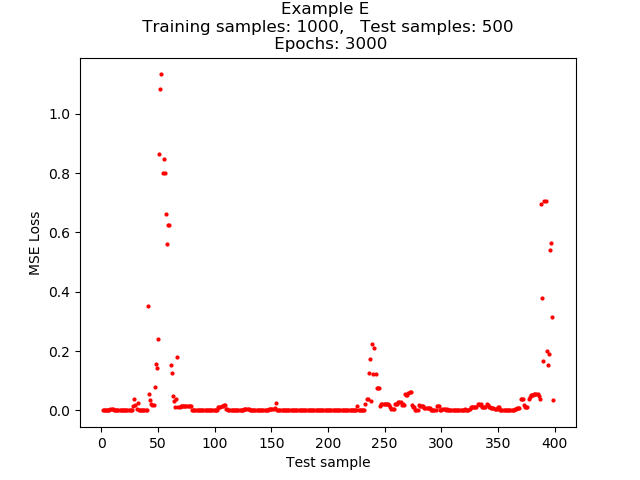 Example E
Training samples: 1000,   Test samples: 500
Epochs: 3000
MSE Loss
1.0
0.8
0.6
0.4
0.2
0.0
0 50 100 150 200 250 300 350 400
Test sample